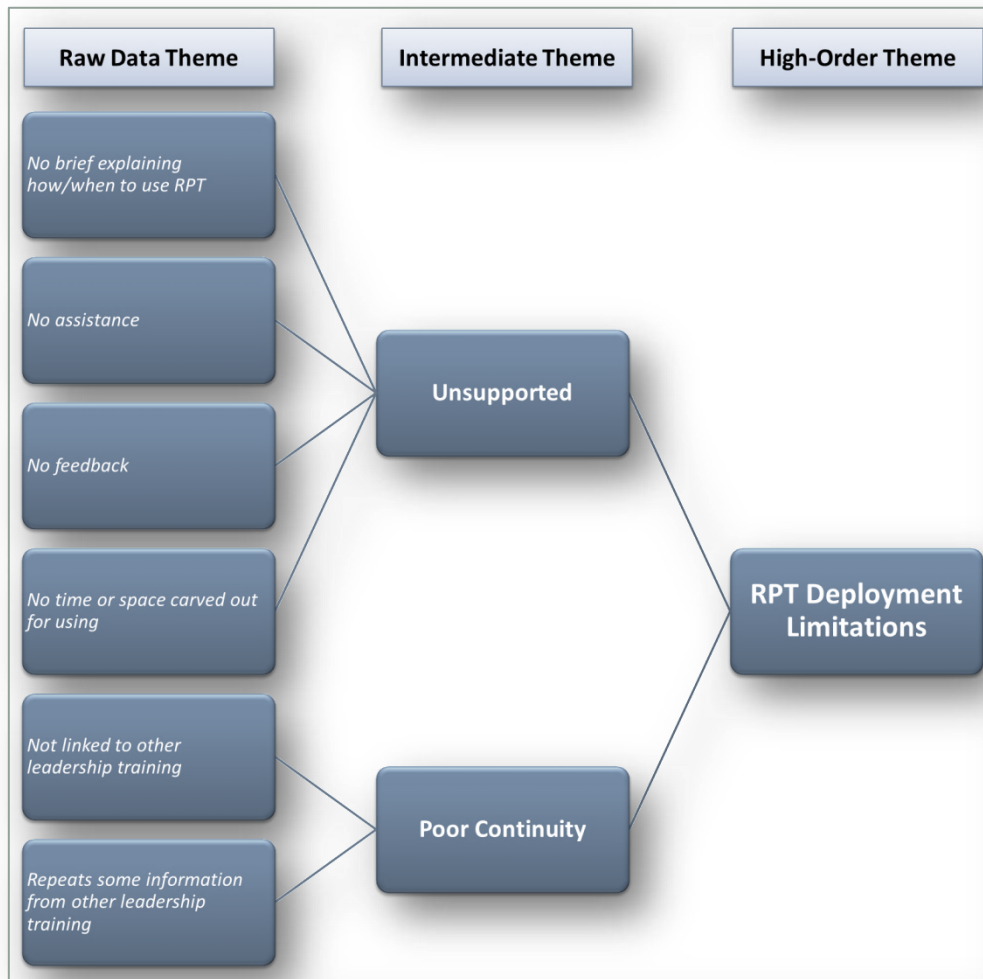 Raw Data Theme
Intermediate Theme
High-Order Theme
No brief explaining
how/when to use RPT
No assistance
No feedback
No time or space carved out
for using
Not linked to other
leadership training
Repeats some information
from other leadership
training
Unsupported
Poor Continuity
RPT Deployment
Limitations